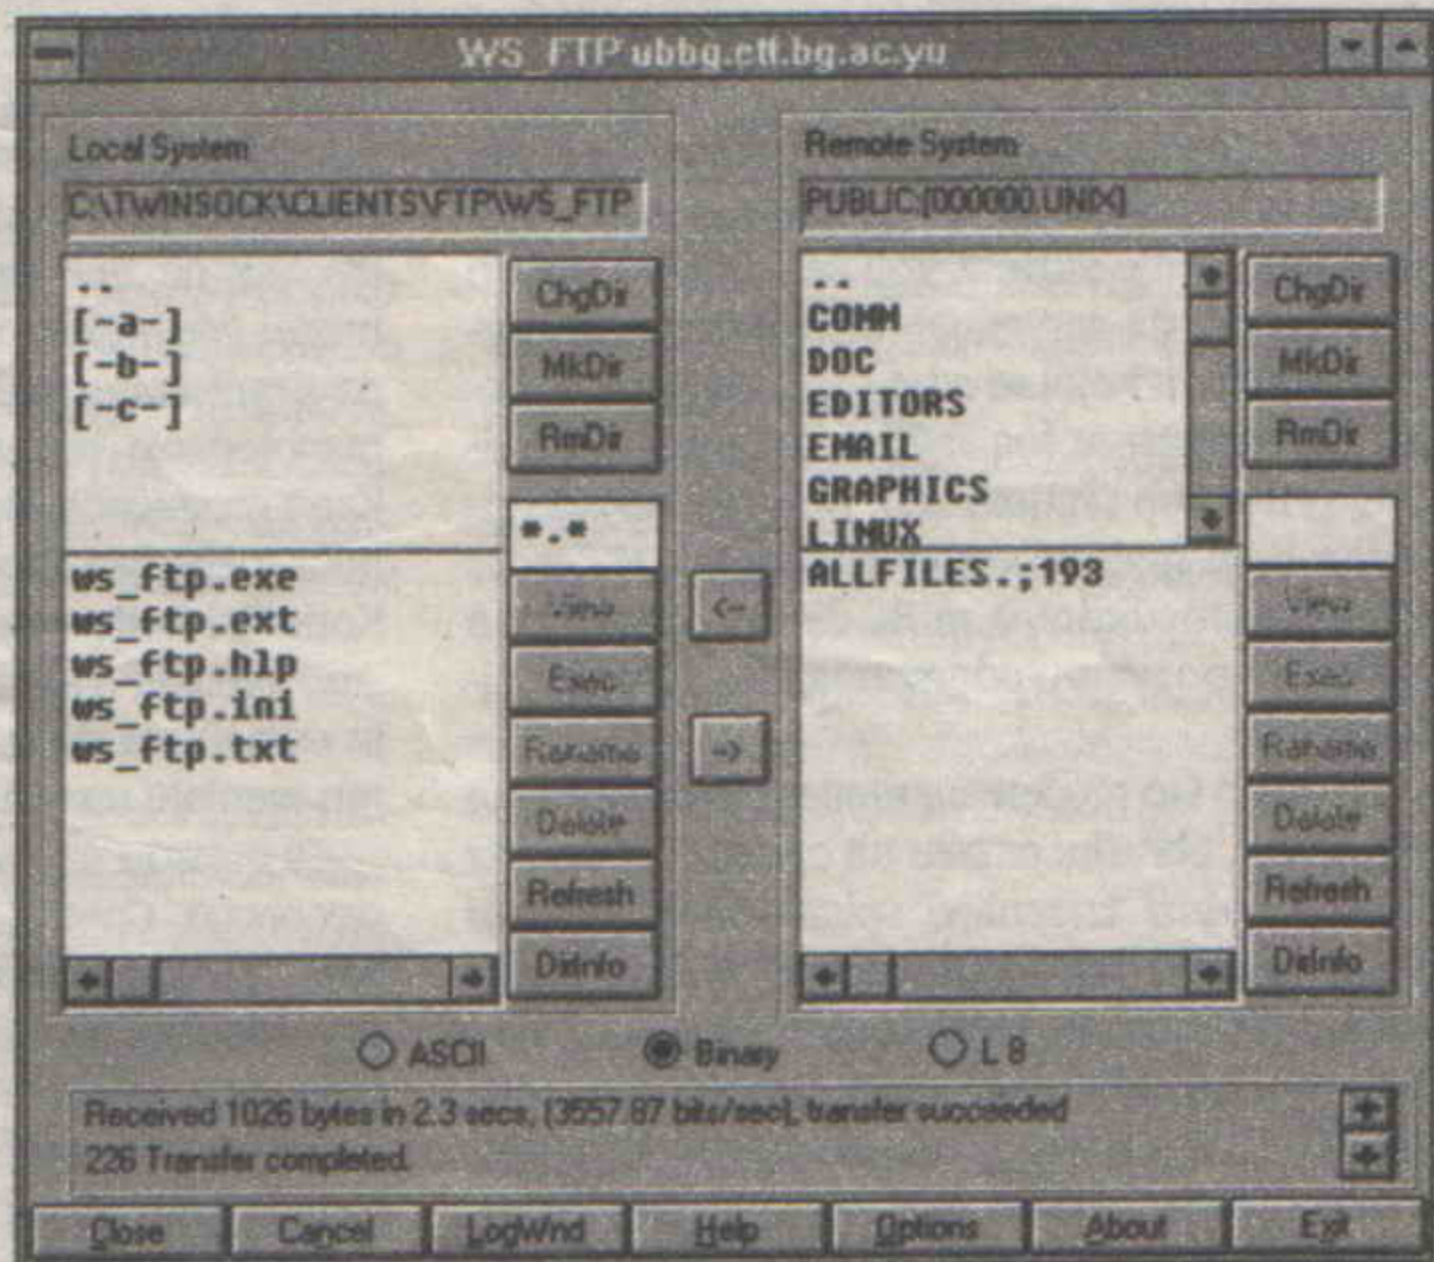 WS_FTP ubbg.etf.bg.ac.yu
Local System
C:\TWINSOCK\CLIENTS\FTP\WS_FTP
..
[-a-]
[-b-]
[-c-]
ChgDir
MkDir
RmDir
*.*
ws_ftp.exe
ws_ftp.ext
ws_ftp.hlp
ws_ftp.ini
ws_ftp.txt
View
Exec
Rename
Delete
Refresh
DirInfo
<--
-->
Remote System
PUBLIC:[000000.UNIX]
..
COMM
DOC
EDITORS
EMAIL
GRAPHICS
LINUX
ChgDir
MkDir
RmDir
ALLFILES.;193
View
Exec
Rename
Delete
Refresh
DirInfo
ASCII Binary L 8
Received 1026 bytes in 2.3 secs, (3557.87 bits/sec), transfer succeeded
226 Transfer completed.
Close Cancel LogWnd Help Options About Exit